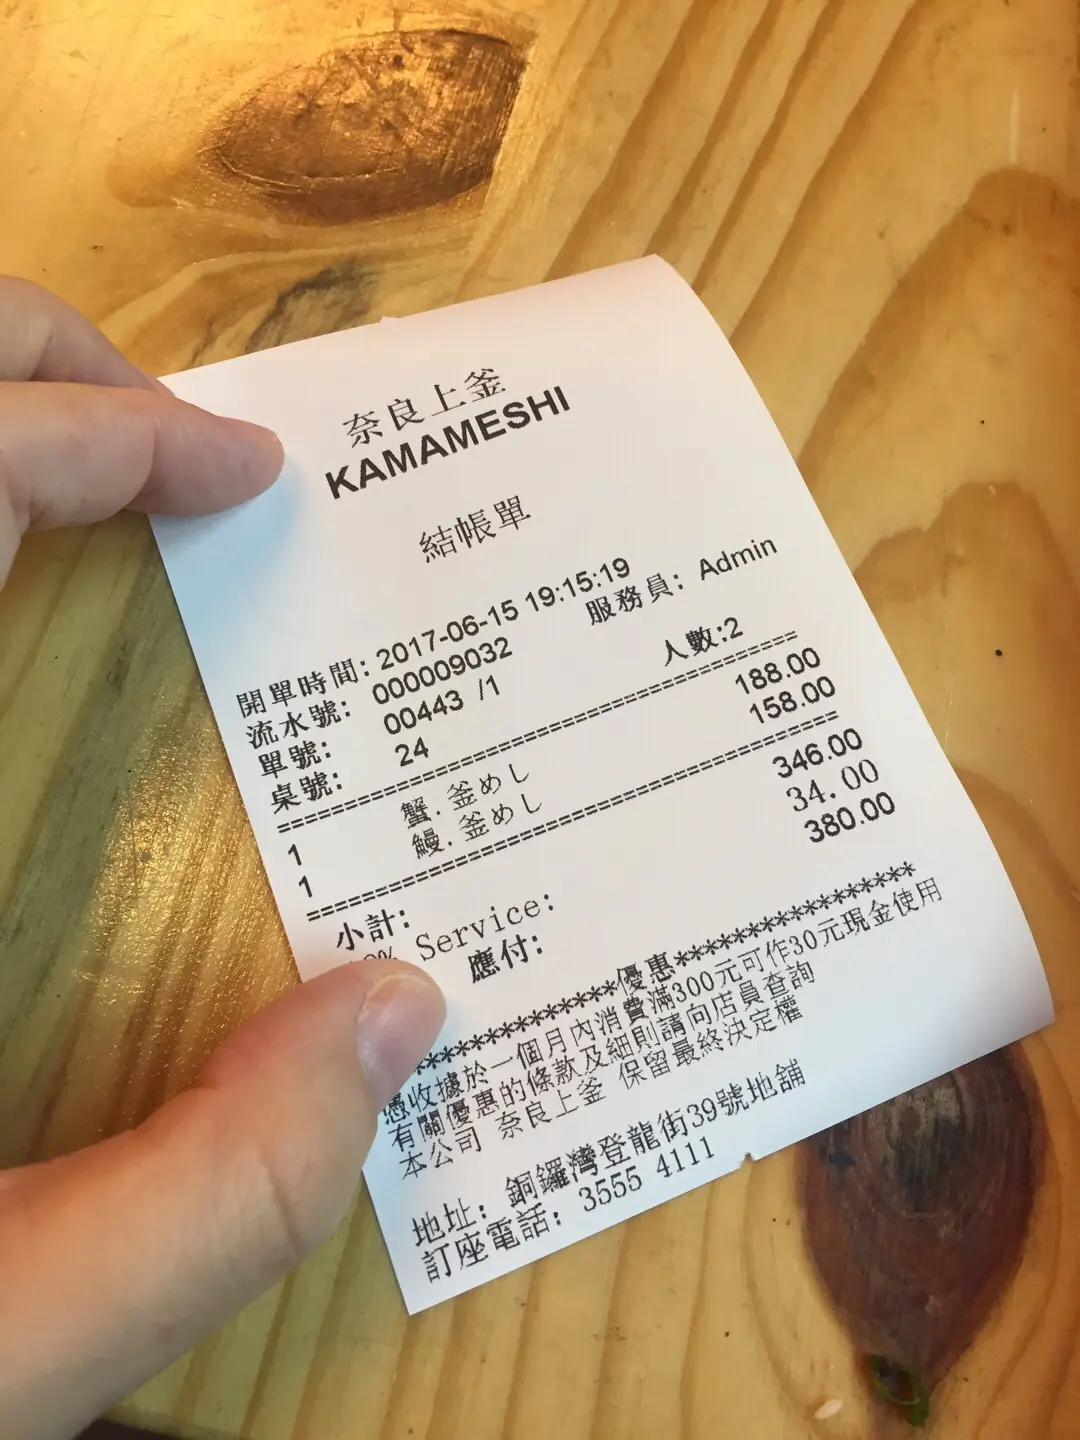 奈良上釜
KAMAMESHI
結帳單
開單時間: 2017-06-15 19:15:19
流水號: 000009032 服務員: Admin
單號: 00443 /1
桌號: 24 人數:2
================================
1 蟹.釜めし 188.00
1 鰻.釜めし 158.00
================================
小計: 346.00
Service: 34.00
應付: 380.00
優惠
憑收據於一個月內消費滿300元可作30元現金使用
有關優惠的條款及細則請向店員查詢
本公司 奈良上釜 保留最終決定權
地址: 銅鑼灣登龍街39號地舖
訂座電話: 3555 4111